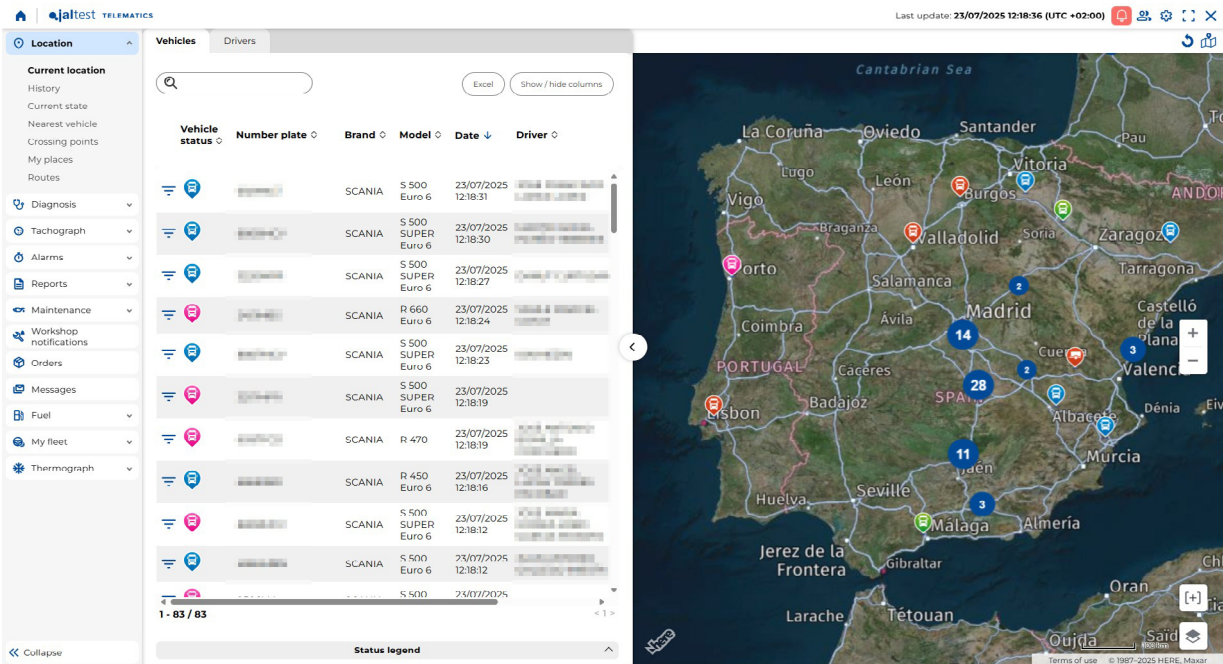 jaltest TELEMATICS
Last update: 23/07/2025 12:18:36 (UTC +02:00)
Location
Current location
History
Current state
Nearest vehicle
Crossing points
My places
Routes
Diagnosis
Tachograph
Alarms
Reports
Maintenance
Workshop
notifications
Orders
Messages
Fuel
My fleet
Thermograph
Collapse
Vehicles
Drivers
Excel
Show / hide columns
Vehicle
status
Number plate
Brand
Model
Date
Driver
SCANIA
S 500
Euro 6
23/07/2025
12:18:31
SCANIA
S 500
SUPER
Euro 6
23/07/2025
12:18:30
SCANIA
S 500
SUPER
Euro 6
23/07/2025
12:18:27
SCANIA
R 660
Euro 6
23/07/2025
12:18:24
SCANIA
S 500
SUPER
Euro 6
23/07/2025
12:18:23
SCANIA
S 500
SUPER
Euro 6
23/07/2025
12:18:19
SCANIA
R 470
23/07/2025
12:18:19
SCANIA
R 450
Euro 6
23/07/2025
12:18:16
SCANIA
S 500
SUPER
Euro 6
23/07/2025
12:18:12
SCANIA
S 500
Euro 6
23/07/2025
12:18:12
S 500
23/07/2025
1 - 83 / 83
< 1 >
Status legend
Cantabrian Sea
La Coruña
Oviedo
Santander
Pau
Lugo
León
Vitoria
Burgos
ANDOR
Vigo
Braganza
Valladolid
Soria
Zaragoz
Porto
Salamanca
Tarragona
2
Ávila
Madrid
Castelló
de la
Plana
Coimbra
14
3
Cuenca
PORTUGAL
Cáceres
2
Valenci
28
SPAIN
Lisbon
Badajoz
Albacete
Dénia
Eiv
11
Jaén
Murcia
Huelva
Seville
3
Málaga
Almería
Jerez de la
Frontera
Gibraltar
Ch
Oran
[+]
Larache
Tétouan
Oujda
Saïd
here
Terms of use
© 1987–2025 HERE, Maxar